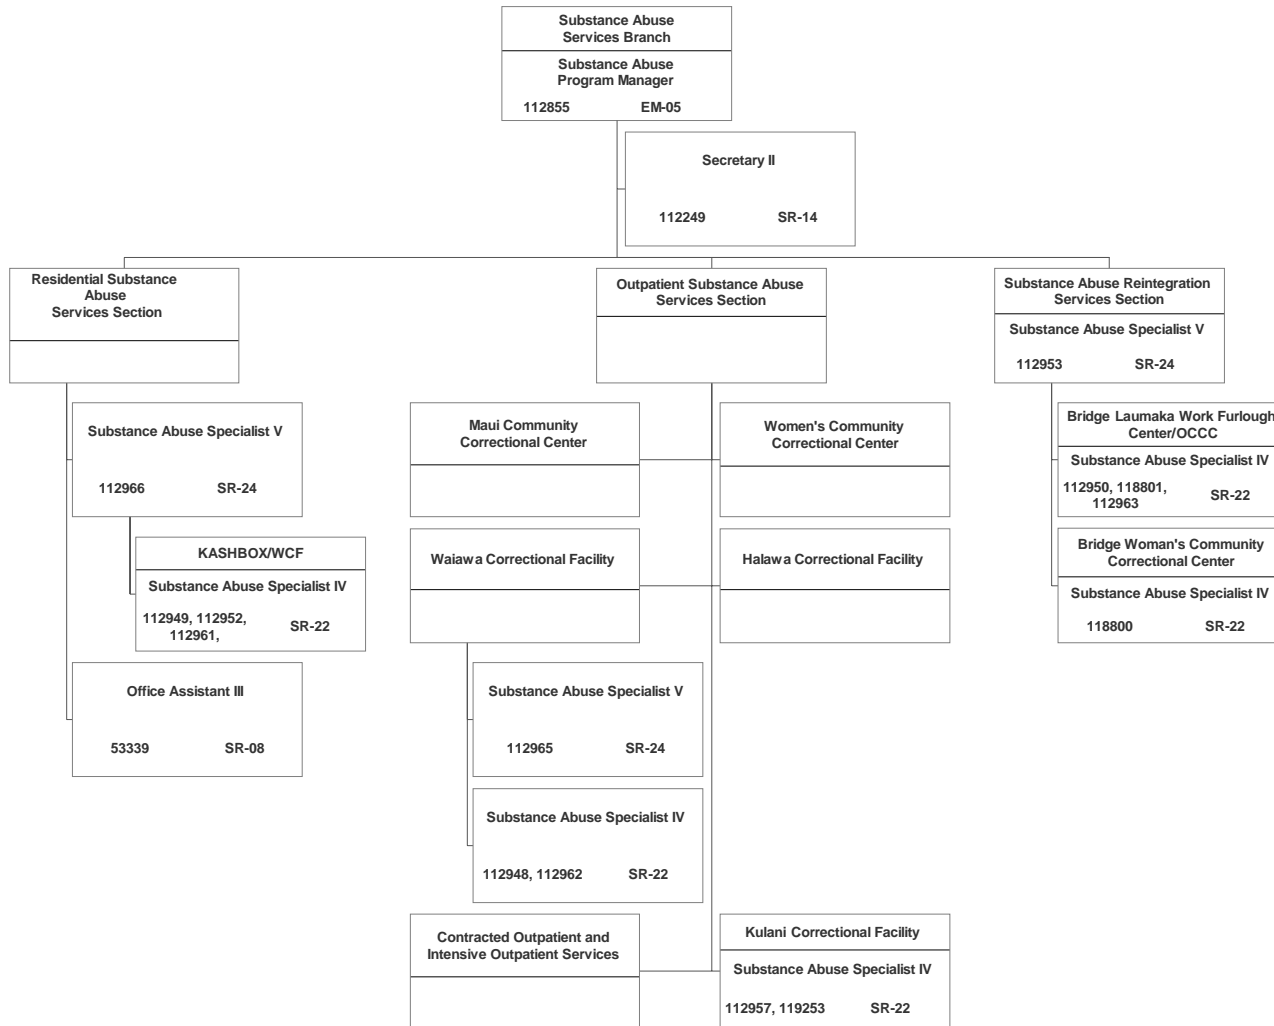 Substance Abuse
Services Branch
Substance Abuse
Program Manager
112855 EM-05
Secretary II
112249 SR-14
Residential Substance
Abuse
Services Section
Outpatient Substance Abuse
Services Section
Substance Abuse Reintegration
Services Section
Substance Abuse Specialist V
112953 SR-24
Substance Abuse Specialist V
112966 SR-24
KASHBOX/WCF
Substance Abuse Specialist IV
112949, 112952,
112961,
SR-22
Office Assistant III
53339 SR-08
Maui Community
Correctional Center
Women's Community
Correctional Center
Waiawa Correctional Facility
Halawa Correctional Facility
Substance Abuse Specialist V
112965 SR-24
Substance Abuse Specialist IV
112948, 112962 SR-22
Contracted Outpatient and
Intensive Outpatient Services
Kulani Correctional Facility
Substance Abuse Specialist IV
112957, 119253 SR-22
Bridge Laumaka Work Furlough
Center/OCCC
Substance Abuse Specialist IV
112950, 118801,
112963
SR-22
Bridge Woman's Community
Correctional Center
Substance Abuse Specialist IV
118800 SR-22